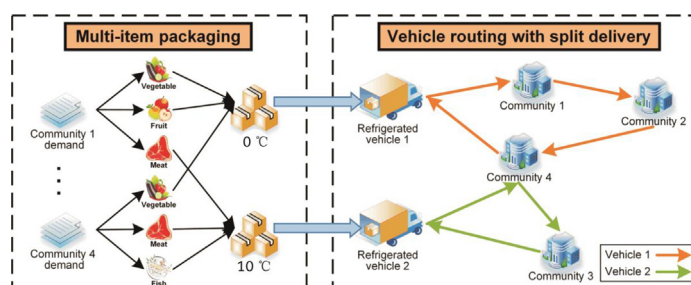 Multi-item packaging
Vehicle routing with split delivery
Vegetable
Community 1
demand
Fruit
Meat
0 ℃
Vegetable
Community 4
demand
Meat
10 ℃
Fish
Refrigerated
vehicle 1
Community 1
Community 2
Community 4
Refrigerated
vehicle 2
Community 3
Vehicle 1
Vehicle 2